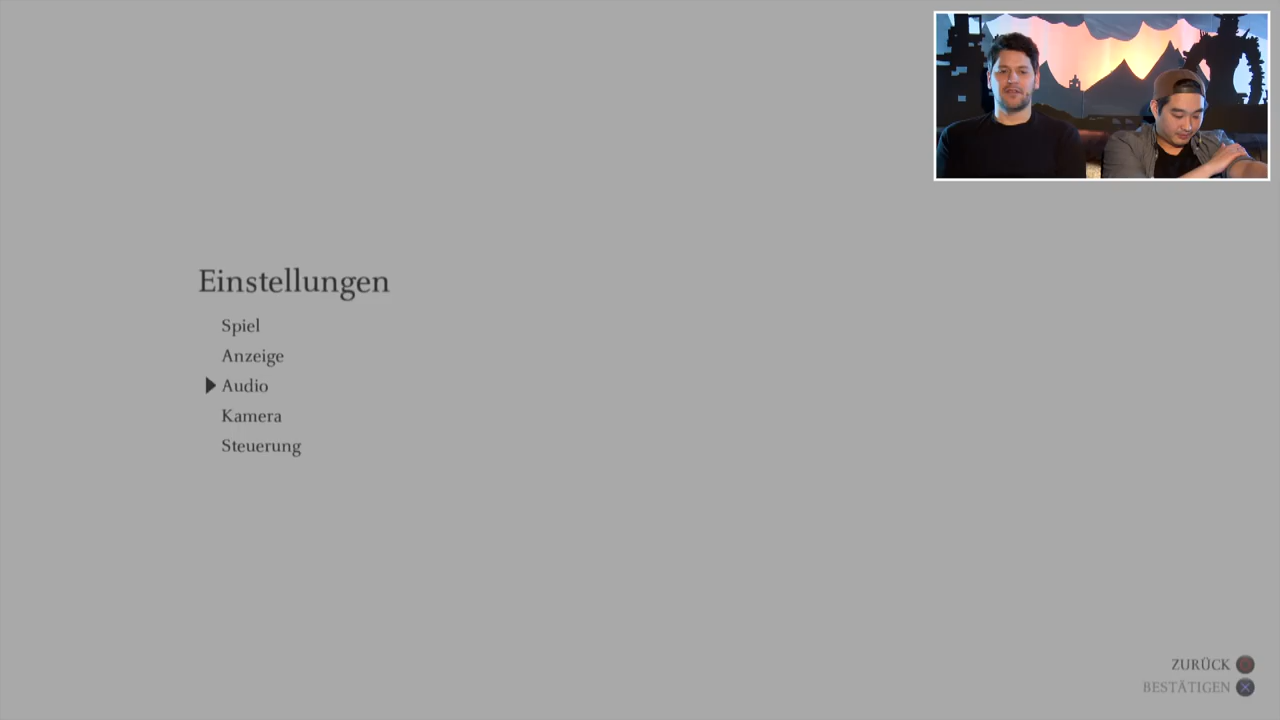 Einstellungen
Spiel
Anzeige
Audio
Kamera
Steuerung
ZURÜCK
BESTÄTIGEN